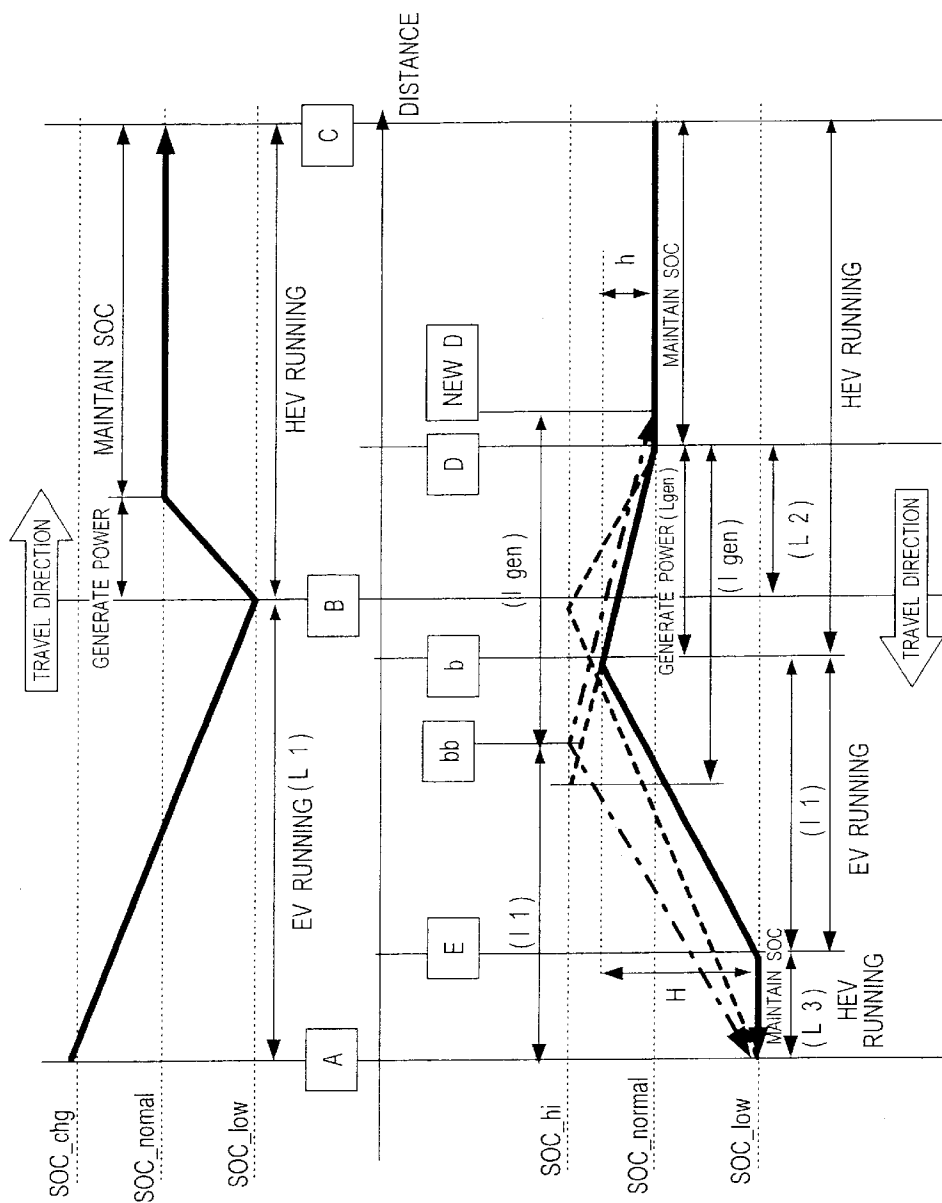 TRAVEL DIRECTION
GENERATE POWER
MAINTAIN SOC
EV RUNNING (L 1)
HEV RUNNING
SOC_chg
SOC_nomal
SOC_low
A
B
C
DISTANCE
E
bb
b
D
NEW D
(l gen)
(l 1)
h
H
SOC_hi
SOC_normal
SOC_low
MAINTAIN SOC
(L 3)
HEV
RUNNING
(l 1)
EV RUNNING
GENERATE POWER (Lgen)
(l gen)
(L 2)
MAINTAIN SOC
HEV RUNNING
TRAVEL DIRECTION